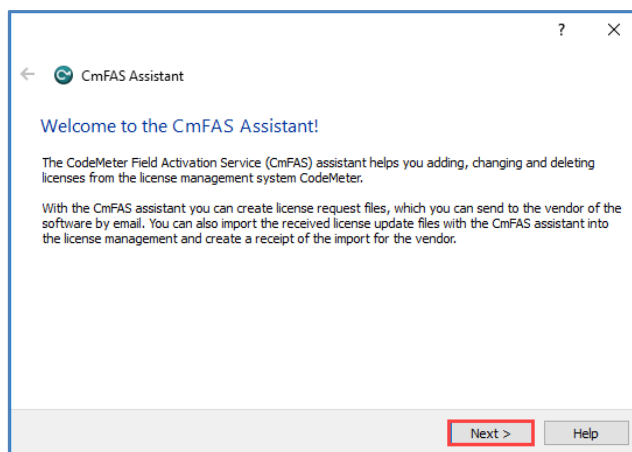 ?
CmFAS Assistant
Welcome to the CmFAS Assistant!
The CodeMeter Field Activation Service (CmFAS) assistant helps you adding, changing and deleting
licenses from the license management system CodeMeter.
With the CmFAS assistant you can create license request files, which you can send to the vendor of the
software by email. You can also import the received license update files with the CmFAS assistant into
the license management and create a receipt of the import for the vendor.
Next > Help